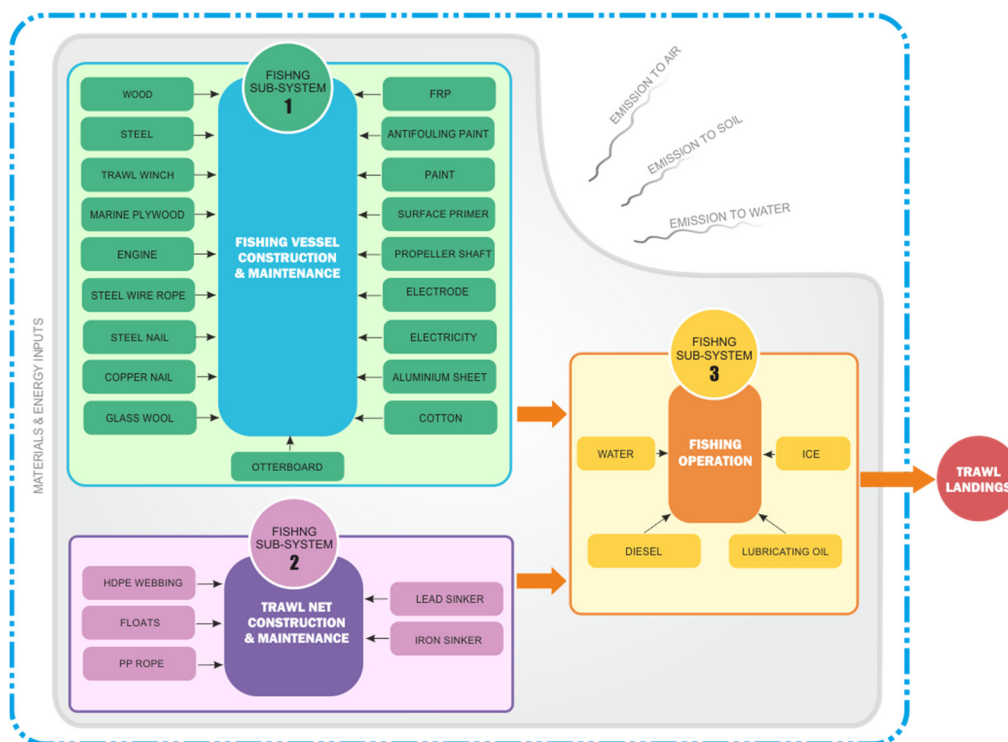 FISHNG
SUB-SYSTEM
1
WOOD
STEEL
TRAWL WINCH
MARINE PLYWOOD
ENGINE
STEEL WIRE ROPE
STEEL NAIL
COPPER NAIL
GLASS WOOL
FISHING VESSEL
CONSTRUCTION
& MAINTENANCE
FRP
ANTIFOULING PAINT
PAINT
SURFACE PRIMER
PROPELLER SHAFT
ELECTRODE
ELECTRICITY
ALUMINIUM SHEET
COTTON
OTTERBOARD
EMISSION TO AIR
EMISSION TO SOIL
EMISSION TO WATER
MATERIALS & ENERGY INPUTS
FISHNG
SUB-SYSTEM
2
HDPE WEBBING
FLOATS
PP ROPE
TRAWL NET
CONSTRUCTION
& MAINTENANCE
LEAD SINKER
IRON SINKER
FISHNG
SUB-SYSTEM
3
WATER
FISHING
OPERATION
ICE
DIESEL
LUBRICATING OIL
TRAWL
LANDINGS